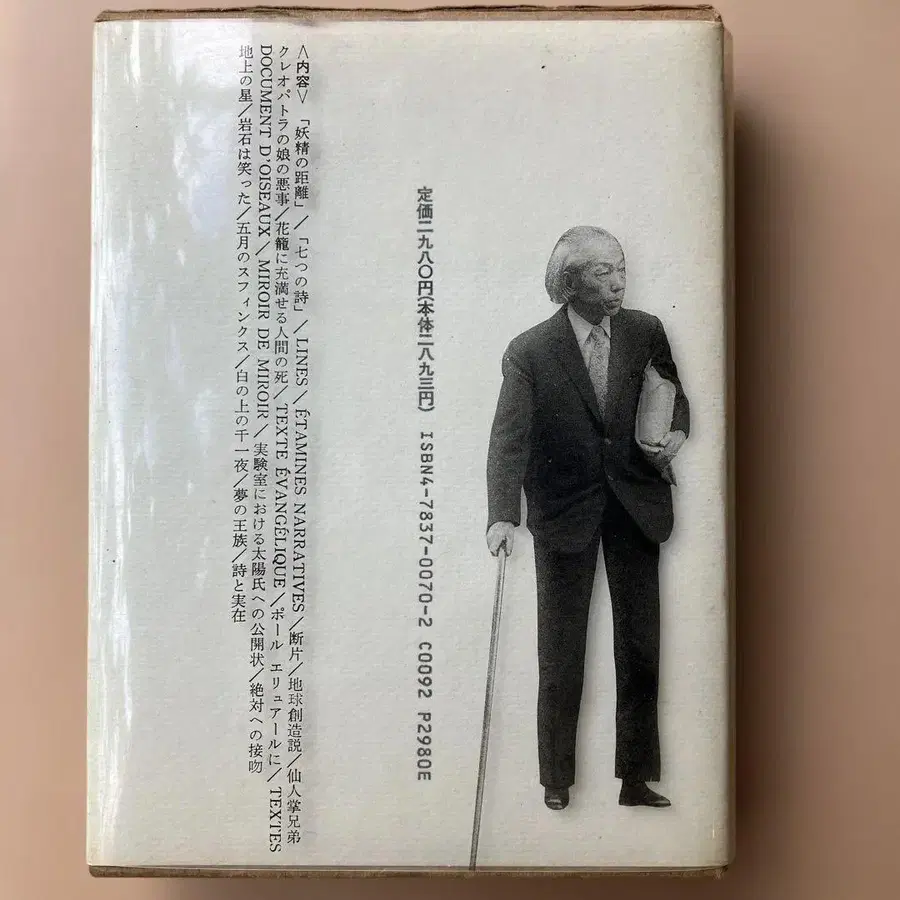 定価二九八〇円(本体二八九三円) ISBN4-7837-0070-2 C0092 P2980E
〈内容〉 「妖精の距離」／「七つの詩」／LINES／ÉTAMINES NARRATIVES／断片／地球創造説／仙人掌兄弟
クレオパトラの娘の悪事／花籠に充満せる人間の死／TEXTE ÉVANGÉLIQUE／ポール エリュアールに／TEXTES
DOCUMENT D'OISEAUX／MIROIR DE MIROIR／実験室における太陽氏への公開状／絶対への接吻
地上の星／岩石は笑った／五月のスフィンクス／白の上の千一夜／夢の王族／詩と実在